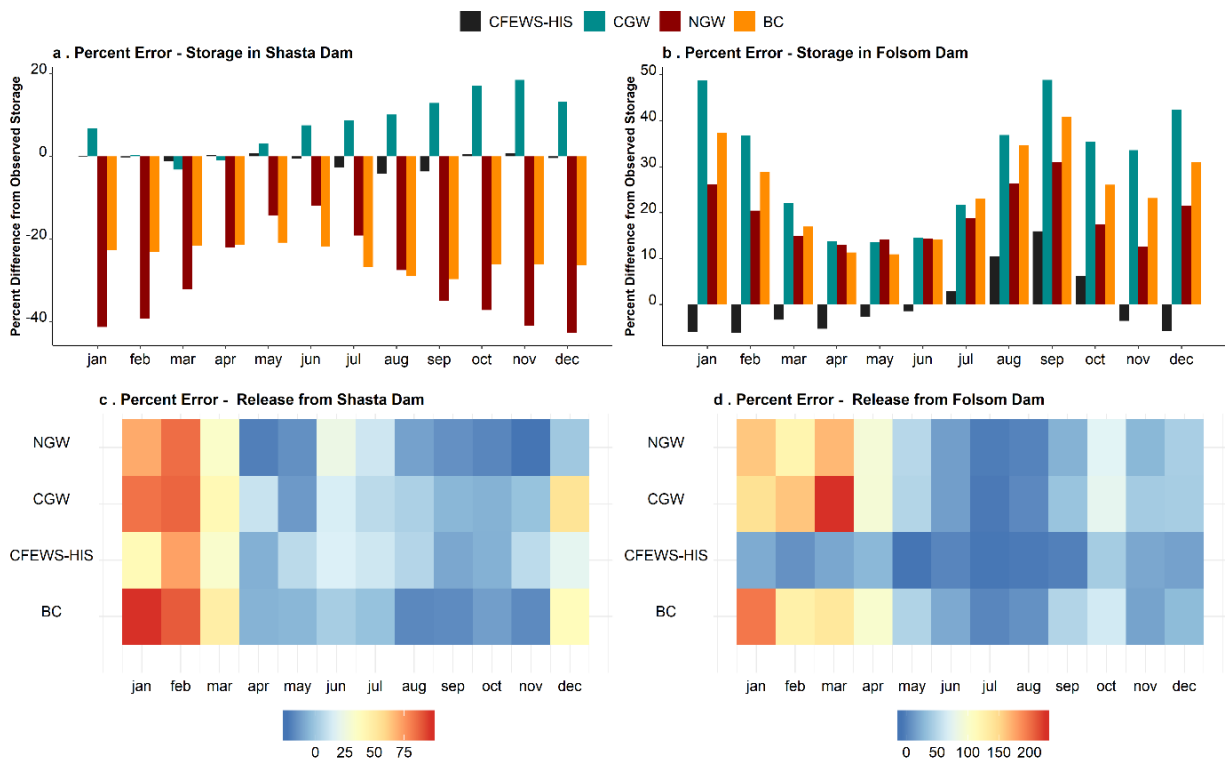 CFEWS-HIS CGW NGW BC
a . Percent Error - Storage in Shasta Dam
Percent Difference from Observed Storage
20
0
-20
-40
jan feb mar apr may jun jul aug sep oct nov dec
b . Percent Error - Storage in Folsom Dam
Percent Difference from Observed Storage
50
40
30
20
10
0
jan feb mar apr may jun jul aug sep oct nov dec
c . Percent Error - Release from Shasta Dam
NGW
CGW
CFEWS-HIS
BC
jan feb mar apr may jun jul aug sep oct nov dec
0 25 50 75
d . Percent Error - Release from Folsom Dam
NGW
CGW
CFEWS-HIS
BC
jan feb mar apr may jun jul aug sep oct nov dec
0 50 100 150 200